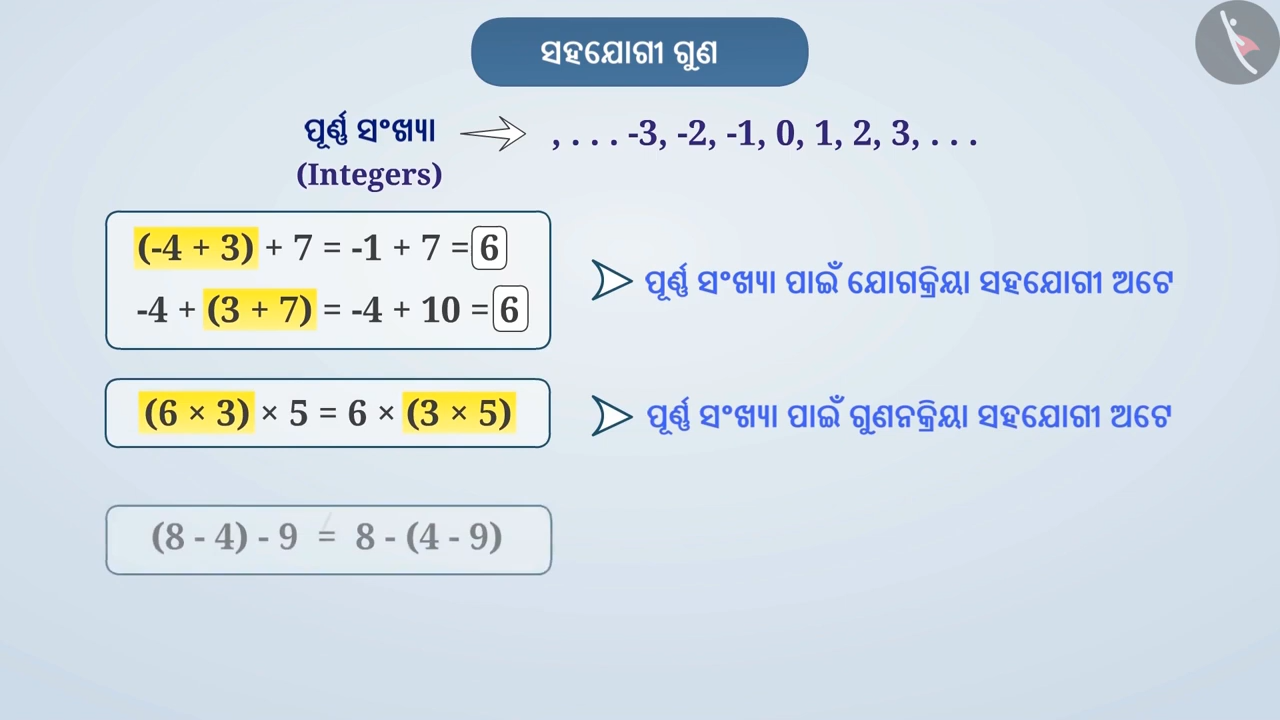 ସହଯୋଗୀ ଗୁଣ
ପୂର୍ଣ୍ଣ ସଂଖ୍ୟା
, . . . -3, -2, -1, 0, 1, 2, 3, . . .
(Integers)
(-4 + 3) + 7 = -1 + 7 = 6
-4 + (3 + 7) = -4 + 10 = 6
ପୂର୍ଣ୍ଣ ସଂଖ୍ୟା ପାଇଁ ଯୋଗକ୍ରିୟା ସହଯୋଗୀ ଅଟେ
(6 × 3) × 5 = 6 × (3 × 5)
ପୂର୍ଣ୍ଣ ସଂଖ୍ୟା ପାଇଁ ଗୁଣନକ୍ରିୟା ସହଯୋଗୀ ଅଟେ
(8 - 4) - 9 = 8 - (4 - 9)